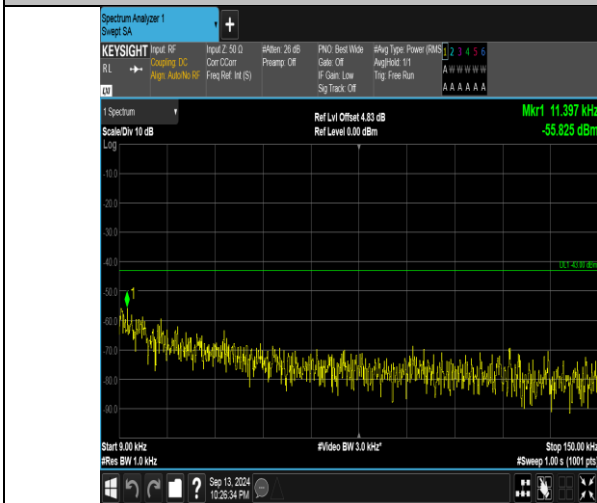 Spectrum Analyzer 1
Swept SA
+
KEYSIGHT Input: RF Input Z: 50 Ω #Atten: 26 dB PNO: Best Wide #Avg Type: Power (RMS 1 2 3 4 5 6
RL Coupling: DC Corr CCorr Preamp: Off Gate: Off Avg|Hold: 1/1 A W W W W W
Align: Auto/No RF Freq Ref: Int (S) IF Gain: Low Trig: Free Run
Sig Track: Off A A A A A A
1 Spectrum Ref Lvl Offset 4.83 dB Mkr1 11.397 kHz
Scale/Div 10 dB Ref Level 0.00 dBm -55.825 dBm
Log
-10.0
-20.0
-30.0
-40.0
DL1 -43.00 dBm
-50.0
1
-60.0
-70.0
-80.0
-90.0
Start 9.00 kHz #Video BW 3.0 kHz* Stop 150.00 kHz
#Res BW 1.0 kHz #Sweep 1.00 s (1001 pts)
? Sep 13, 2024
10:26:34 PM